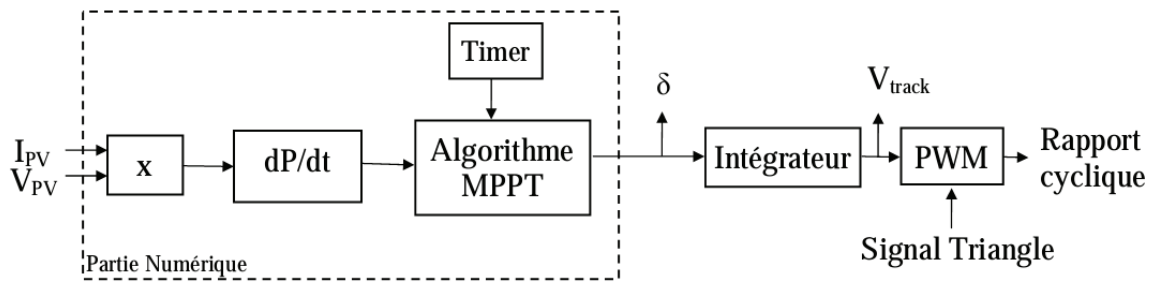 Timer
I_PV
V_PV
x
dP/dt
Algorithme
MPPT
δ
Intégrateur
V_track
PWM
Rapport
cyclique
Signal Triangle
Partie Numérique